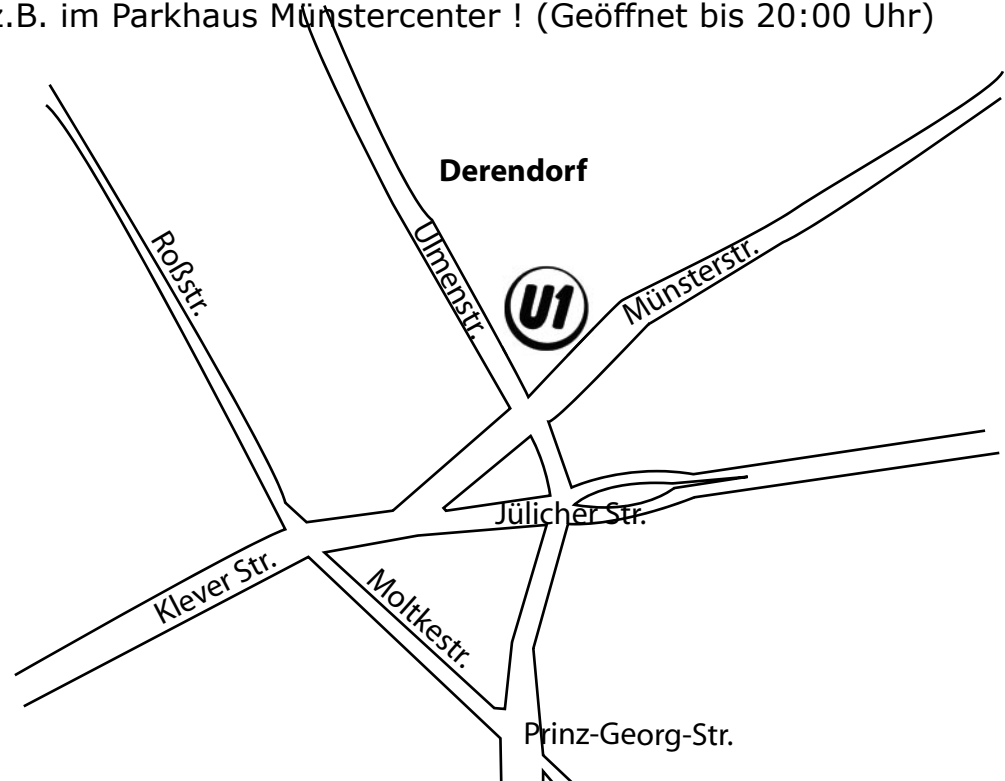 z.B. im Parkhaus Münstercenter ! (Geöffnet bis 20:00 Uhr)
Derendorf
Roßstr.
Ulmenstr.
Münsterstr.
U1
Jülicher Str.
Klever Str.
Moltkestr.
Prinz-Georg-Str.